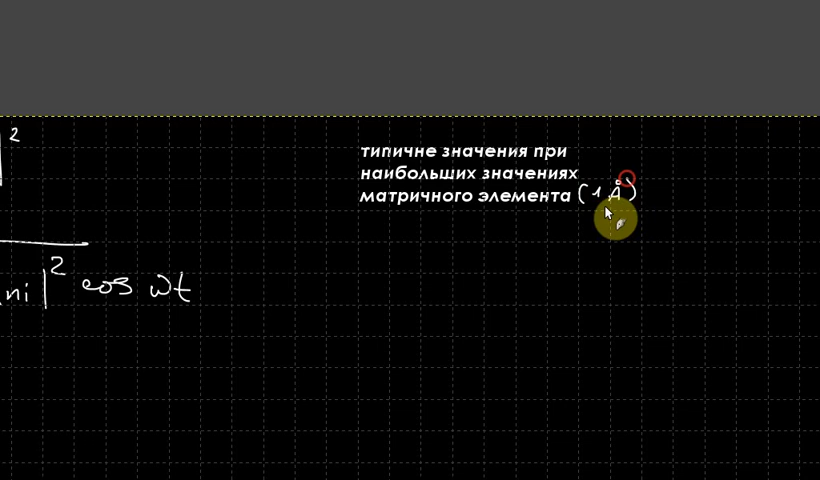 2
типичне значения при
наибольших значениях
матричного элемента (1 Å)
ni|² cos ωt